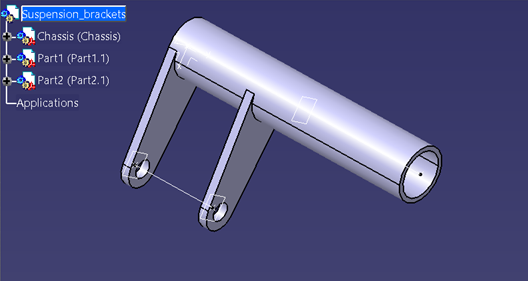 Suspension_brackets
Chassis (Chassis)
Part1 (Part1.1)
Part2 (Part2.1)
Applications